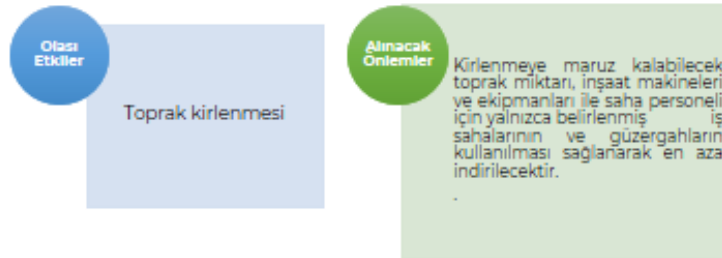 Olası
Etkiler
Toprak kirlenmesi
Alınacak
Önlemler
Kirlenmeye maruz kalabilecek
toprak miktarı, inşaat makineleri
ve ekipmanları ile saha personeli
için yalnızca belirlenmiş iş
sahalarının ve güzergahların
kullanılması sağlanarak en aza
indirilecektir.
.